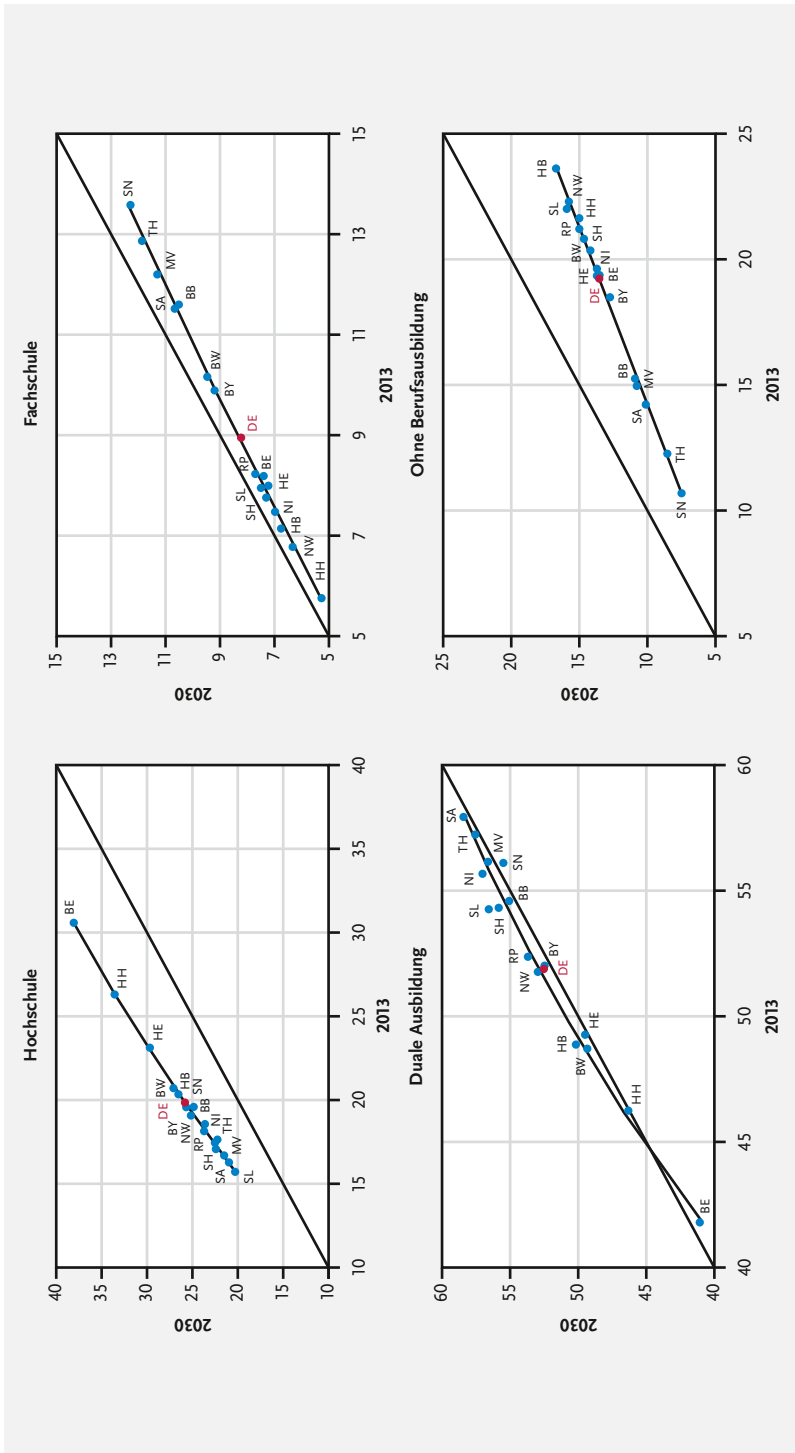 Hochschule
2030
40
35
30
25
20
15
10
BE
HH
HE
BW
HB
DE
SN
BY
NW
BB
RP
NI
TH
SH
SA
MV
SL
10
15
20
25
30
35
40
2013
Fachschule
2030
15
13
11
9
7
5
SN
TH
MV
SA
BB
BW
BY
DE
RP
BE
SL
HE
SH
NI
HB
NW
HH
5
7
9
11
13
15
2013
Duale Ausbildung
2030
60
55
50
45
40
SA
TH
MV
NI
SN
SL
BB
SH
RP
BY
NW
DE
HE
HB
BW
HH
BE
40
45
50
55
60
2013
Ohne Berufsausbildung
2030
25
20
15
10
5
HB
NW
SL
HH
RP
SH
BW
NI
HE
BE
DE
BY
BB
MV
SA
TH
SN
5
10
15
20
25
2013